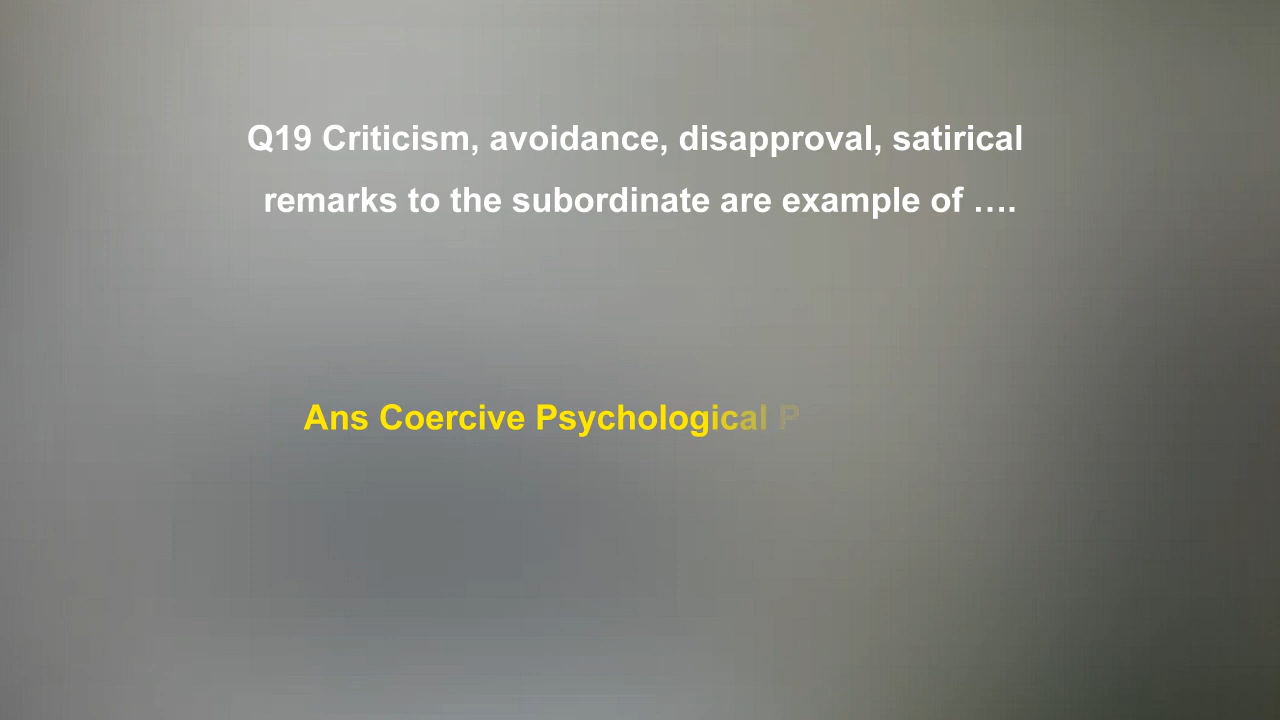 Q19 Criticism, avoidance, disapproval, satirical
remarks to the subordinate are example of ….
Ans Coercive Psychological P